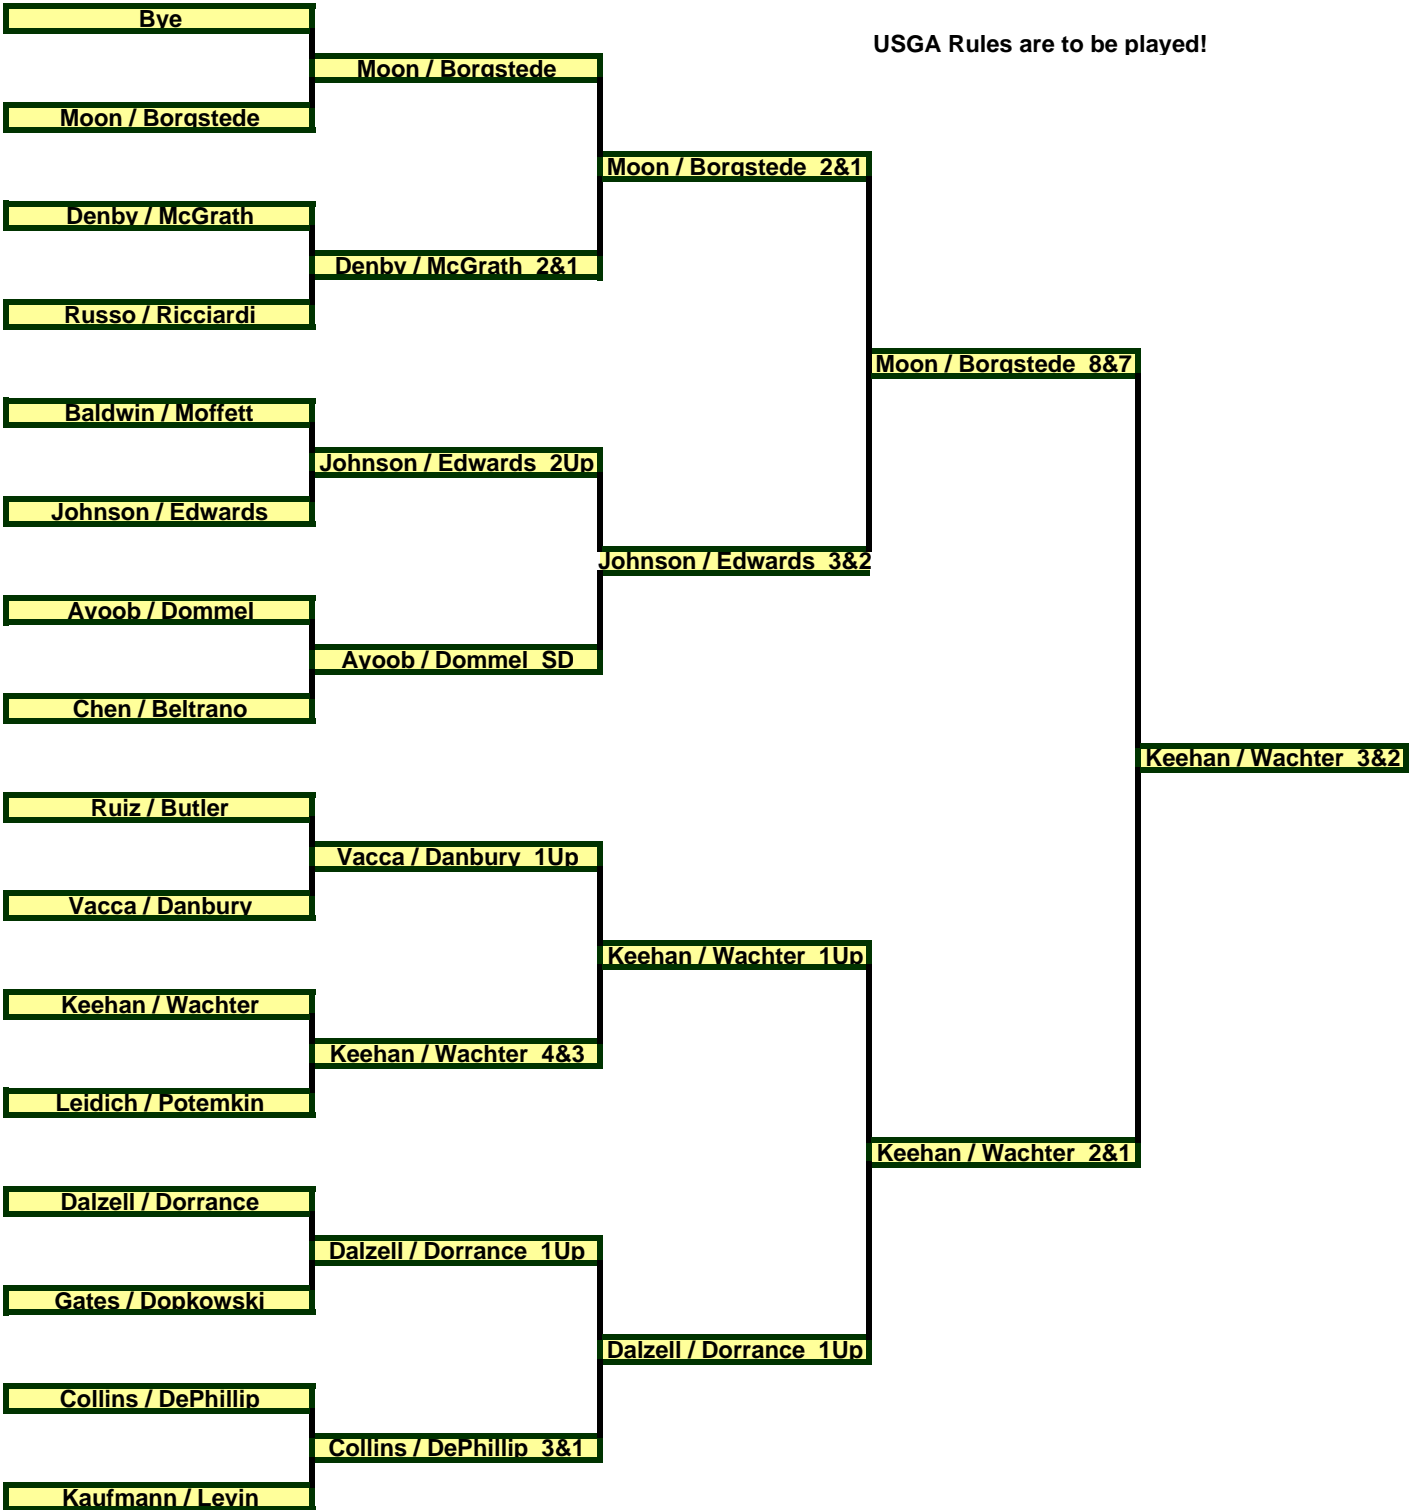 Bye
USGA Rules are to be played!
Moon / Borgstede
Moon / Borgstede
Moon / Borgstede 2&1
Denby / McGrath
Denby / McGrath 2&1
Russo / Ricciardi
Moon / Borgstede 8&7
Baldwin / Moffett
Johnson / Edwards 2Up
Johnson / Edwards
Johnson / Edwards 3&2
Ayoob / Dommel
Ayoob / Dommel SD
Chen / Beltrano
Keehan / Wachter 3&2
Ruiz / Butler
Vacca / Danbury 1Up
Vacca / Danbury
Keehan / Wachter 1Up
Keehan / Wachter
Keehan / Wachter 4&3
Leidich / Potemkin
Keehan / Wachter 2&1
Dalzell / Dorrance
Dalzell / Dorrance 1Up
Gates / Dopkowski
Dalzell / Dorrance 1Up
Collins / DePhillip
Collins / DePhillip 3&1
Kaufmann / Levin